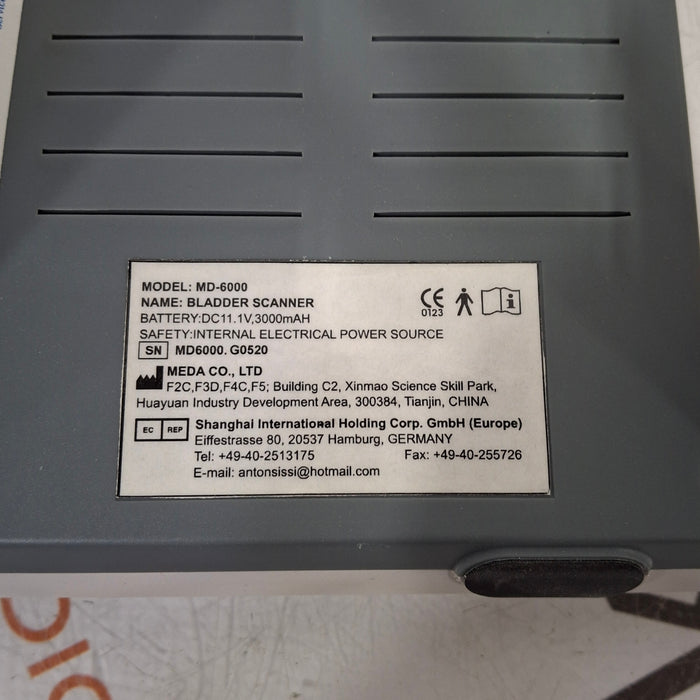 MODEL: MD-6000
NAME: BLADDER SCANNER
BATTERY:DC11.1V,3000mAH
SAFETY:INTERNAL ELECTRICAL POWER SOURCE
SN MD6000. G0520
CE 0123
MEDA CO., LTD
F2C,F3D,F4C,F5; Building C2, Xinmao Science Skill Park,
Huayuan Industry Development Area, 300384, Tianjin, CHINA
EC REP Shanghai International Holding Corp. GmbH (Europe)
Eiffestrasse 80, 20537 Hamburg, GERMANY
Tel: +49-40-2513175 Fax: +49-40-255726
E-mail: antonsissi@hotmail.com